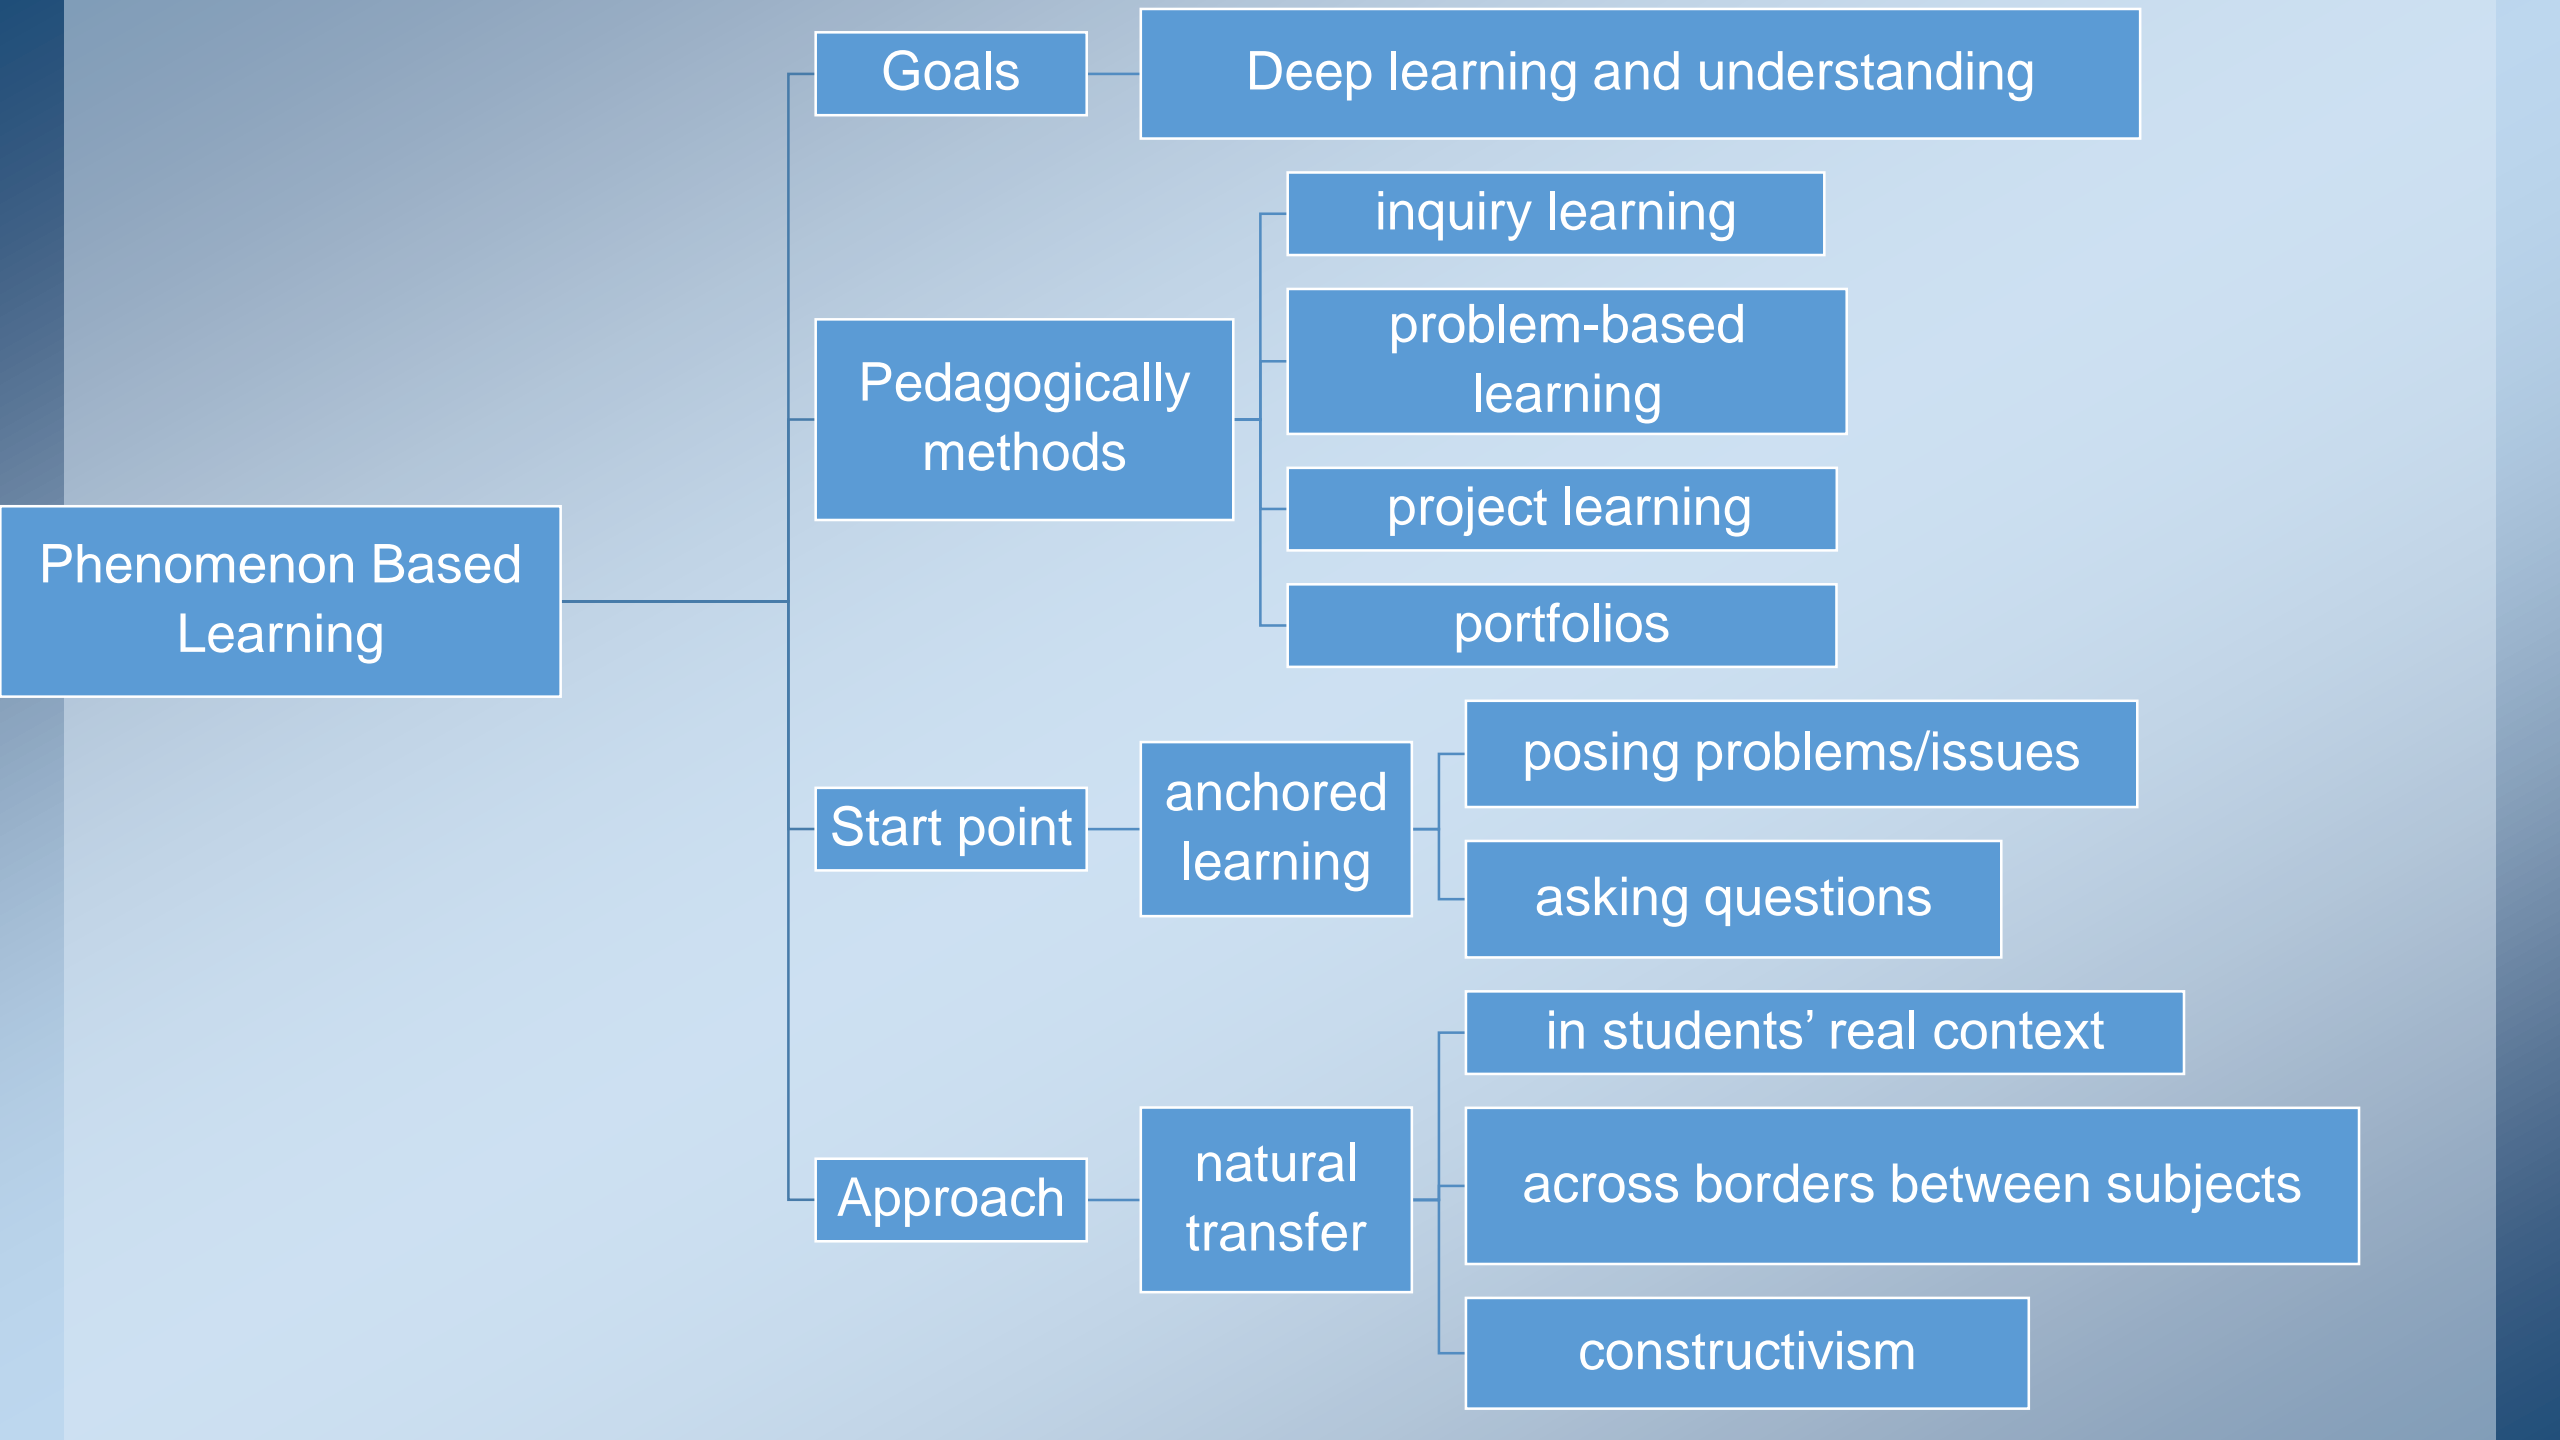 Phenomenon Based
Learning
Goals
Deep learning and understanding
Pedagogically
methods
inquiry learning
problem-based
learning
project learning
portfolios
Start point
anchored
learning
posing problems/issues
asking questions
Approach
natural
transfer
in students’ real context
across borders between subjects
constructivism